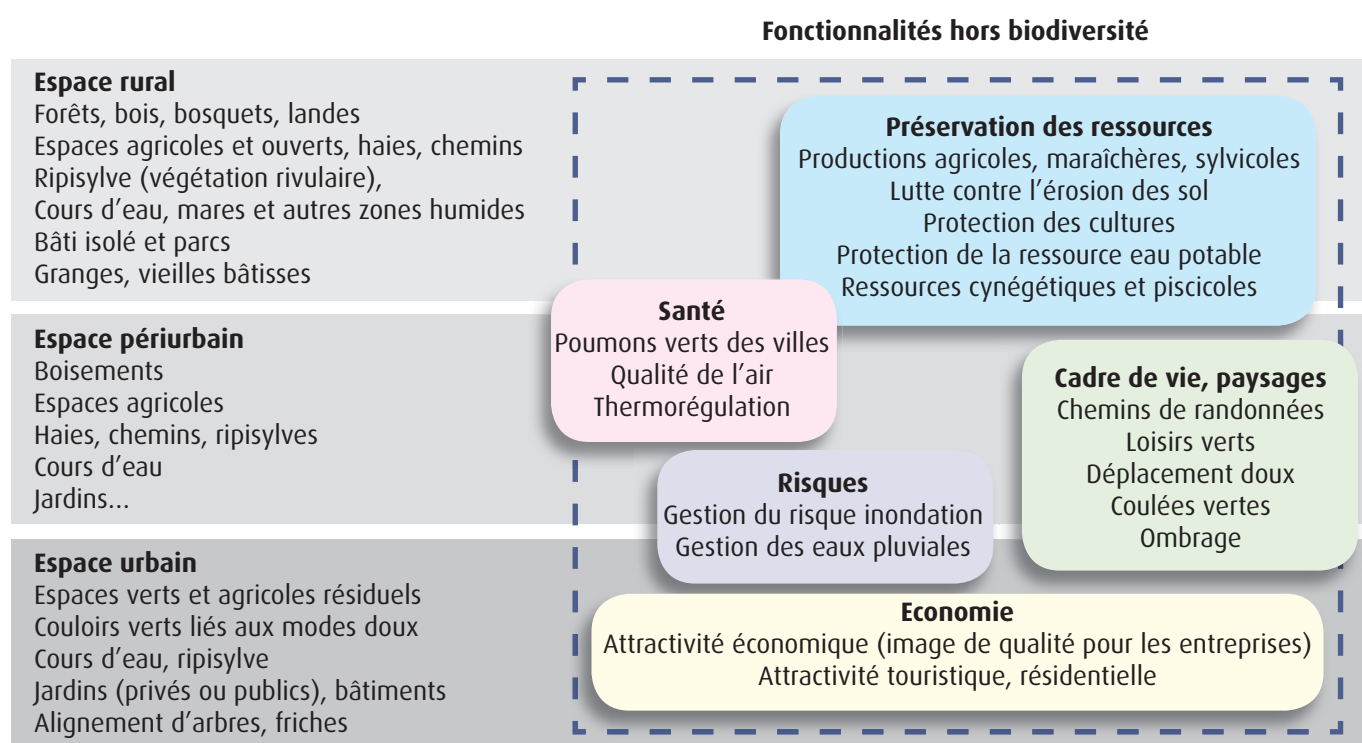 Fonctionnalités hors biodiversité
Espace rural
Forêts, bois, bosquets, landes
Espaces agricoles et ouverts, haies, chemins
Ripisylve (végétation rivulaire),
Cours d'eau, mares et autres zones humides
Bâti isolé et parcs
Granges, vieilles bâtisses
Préservation des ressources
Productions agricoles, maraîchères, sylvicoles
Lutte contre l'érosion des sol
Protection des cultures
Protection de la ressource eau potable
Ressources cynégétiques et piscicoles
Santé
Poumons verts des villes
Qualité de l'air
Thermorégulation
Espace périurbain
Boisements
Espaces agricoles
Haies, chemins, ripisylves
Cours d'eau
Jardins...
Cadre de vie, paysages
Chemins de randonnées
Loisirs verts
Déplacement doux
Coulées vertes
Ombrage
Risques
Gestion du risque inondation
Gestion des eaux pluviales
Espace urbain
Espaces verts et agricoles résiduels
Couloirs verts liés aux modes doux
Cours d'eau, ripisylve
Jardins (privés ou publics), bâtiments
Alignement d'arbres, friches
Economie
Attractivité économique (image de qualité pour les entreprises)
Attractivité touristique, résidentielle